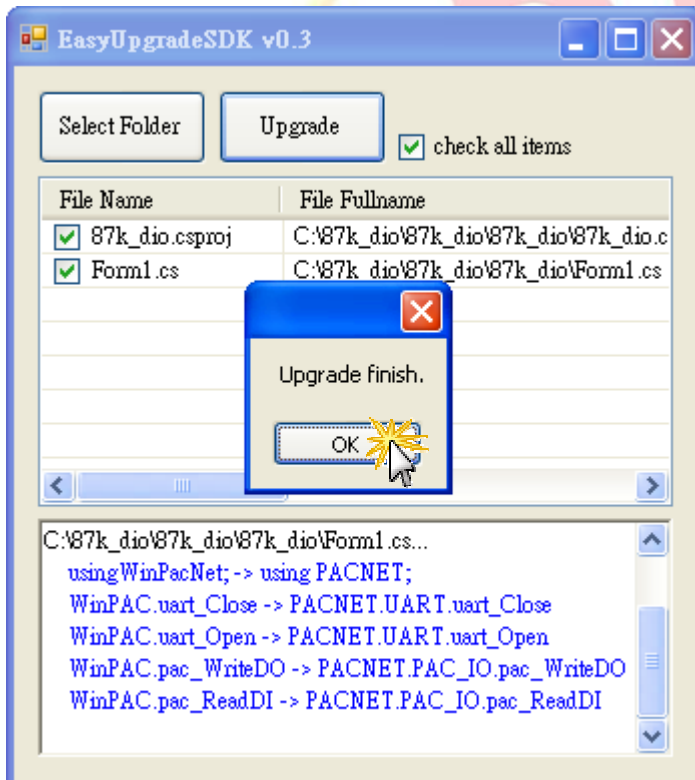 EasyUpgradeSDK v0.3
Select Folder
Upgrade
check all items
File Name File Fullname
87k_dio.csproj C:\87k_dio\87k_dio\87k_dio\87k_dio.c
Form1.cs C:\87k_dio\87k_dio\87k_dio\Form1.cs
Upgrade finish.
OK
C:\87k_dio\87k_dio\87k_dio\Form1.cs...
usingWinPacNet; -> using PACNET;
WinPAC.uart_Close -> PACNET.UART.uart_Close
WinPAC.uart_Open -> PACNET.UART.uart_Open
WinPAC.pac_WriteDO -> PACNET.PAC_IO.pac_WriteDO
WinPAC.pac_ReadDI -> PACNET.PAC_IO.pac_ReadDI